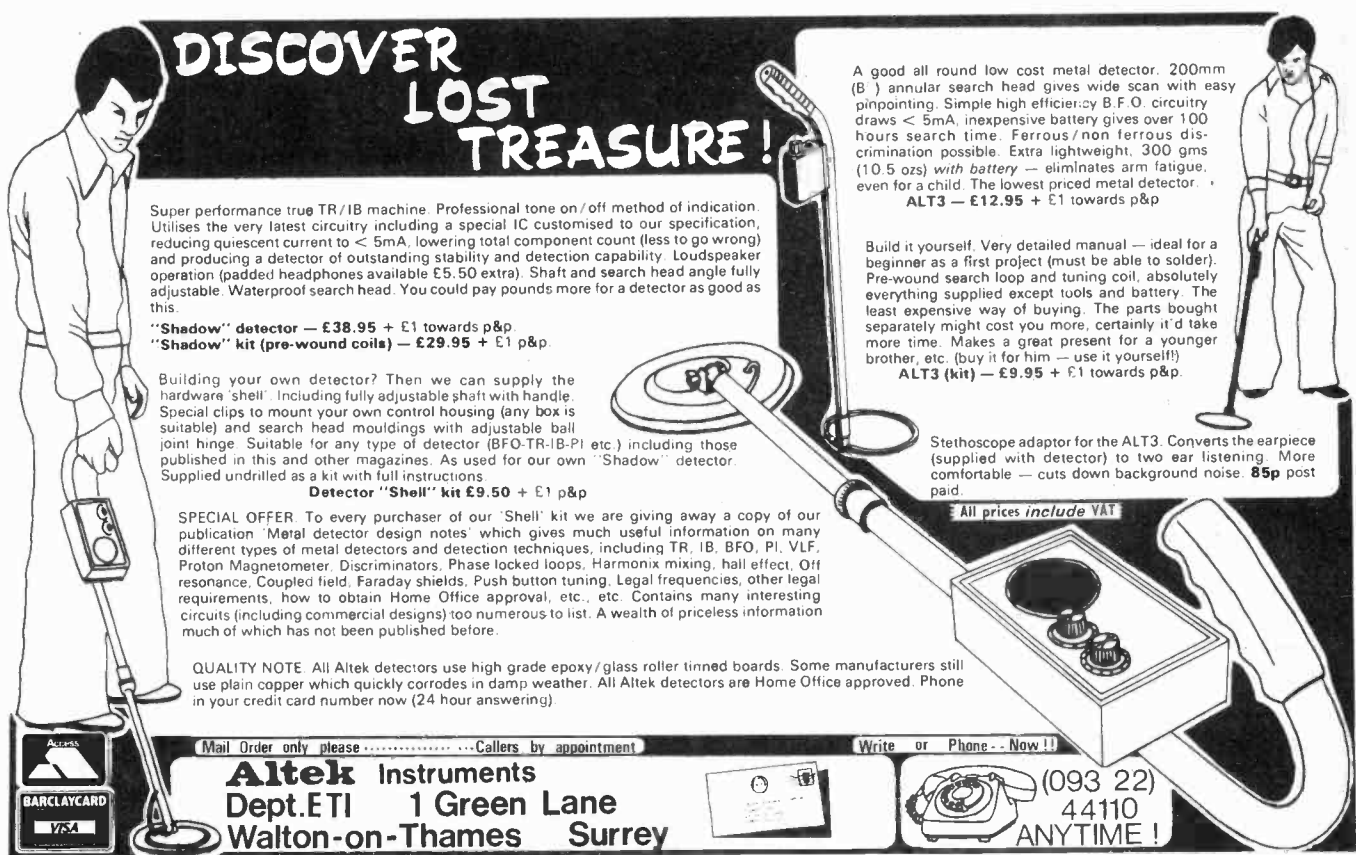 DISCOVER
LOST
TREASURE!
Super performance true TR/IB machine. Professional tone on/off method of indication.
Utilises the very latest circuitry including a special IC customised to our specification,
reducing quiescent current to < 5mA, lowering total component count (less to go wrong)
and producing a detector of outstanding stability and detection capability. Loudspeaker
operation (padded headphones available £5.50 extra). Shaft and search head angle fully
adjustable. Waterproof search head. You could pay pounds more for a detector as good as
this.
"Shadow" detector — £38.95 + £1 towards p&p.
"Shadow" kit (pre-wound coils) — £29.95 + £1 p&p.
Building your own detector? Then we can supply the
hardware 'shell'. Including fully adjustable shaft with handle.
Special clips to mount your own control housing (any box is
suitable) and search head mouldings with adjustable ball
joint hinge. Suitable for any type of detector (BFO-TR-IB-PI etc.) including those
published in this and other magazines. As used for our own "Shadow" detector.
Supplied undrilled as a kit with full instructions.
Detector "Shell" kit £9.50 + £1 p&p
SPECIAL OFFER. To every purchaser of our 'Shell' kit we are giving away a copy of our
publication 'Metal detector design notes' which gives much useful information on many
different types of metal detectors and detection techniques, including TR, IB, BFO, PI, VLF,
Proton Magnetometer, Discriminators, Phase locked loops, Harmonix mixing, hall effect, Off
resonance, Coupled field, Faraday shields, Push button tuning, Legal frequencies, other legal
requirements, how to obtain Home Office approval, etc., etc. Contains many interesting
circuits (including commercial designs) too numerous to list. A wealth of priceless information
much of which has not been published before.
QUALITY NOTE. All Altek detectors use high grade epoxy/glass roller tinned boards. Some manufacturers still
use plain copper which quickly corrodes in damp weather. All Altek detectors are Home Office approved. Phone
in your credit card number now (24 hour answering).
A good all round low cost metal detector. 200mm
(8") annular search head gives wide scan with easy
pinpointing. Simple high efficiency B.F.O. circuitry
draws < 5mA, inexpensive battery gives over 100
hours search time. Ferrous/non ferrous dis-
crimination possible. Extra lightweight, 300 gms
(10.5 ozs) with battery — eliminates arm fatigue,
even for a child. The lowest priced metal detector.
ALT3 — £12.95 + £1 towards p&p
Build it yourself. Very detailed manual — ideal for a
beginner as a first project (must be able to solder).
Pre-wound search loop and tuning coil, absolutely
everything supplied except tools and battery. The
least expensive way of buying. The parts bought
separately might cost you more, certainly it'd take
more time. Makes a great present for a younger
brother, etc. (buy it for him — use it yourself!)
ALT3 (kit) — £9.95 + £1 towards p&p.
Stethoscope adaptor for the ALT3. Converts the earpiece
(supplied with detector) to two ear listening. More
comfortable — cuts down background noise. 85p post
paid.
All prices include VAT
Mail Order only please ..................Callers by appointment
Write or Phone - - Now!!
Access
BARCLAYCARD
VISA
Altek Instruments
Dept.ETI 1 Green Lane
Walton-on-Thames Surrey
(093 22)
44110
ANYTIME!